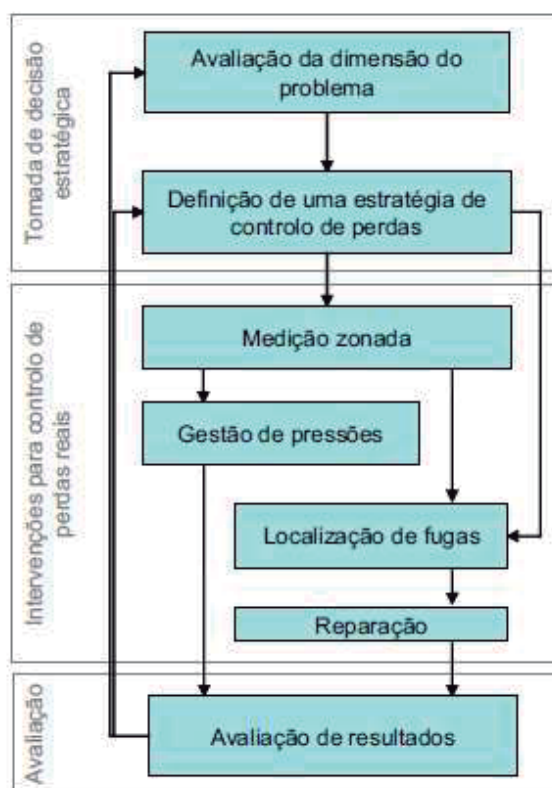 Tomada de decisão
estratégica
Avaliação da dimensão do
problema
Definição de uma estratégia de
controlo de perdas
Intervenções para controlo de
perdas reais
Medição zonada
Gestão de pressões
Localização de fugas
Reparação
Avaliação
Avaliação de resultados